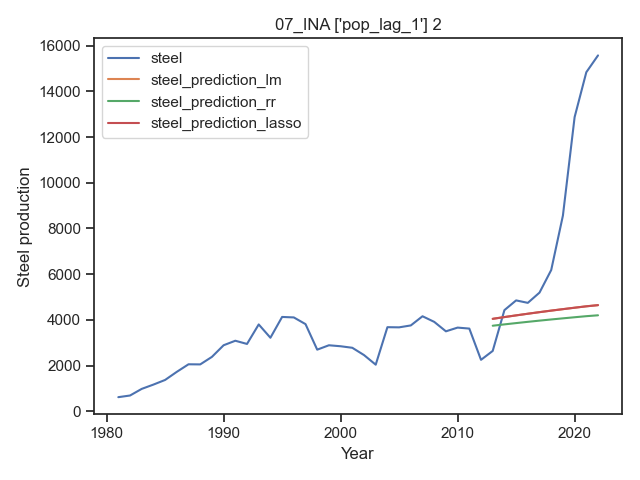 07_INA ['pop_lag_1'] 2
steel
steel_prediction_lm
steel_prediction_rr
steel_prediction_lasso
Steel production
16000
14000
12000
10000
8000
6000
4000
2000
0
1980
1990
2000
2010
2020
Year